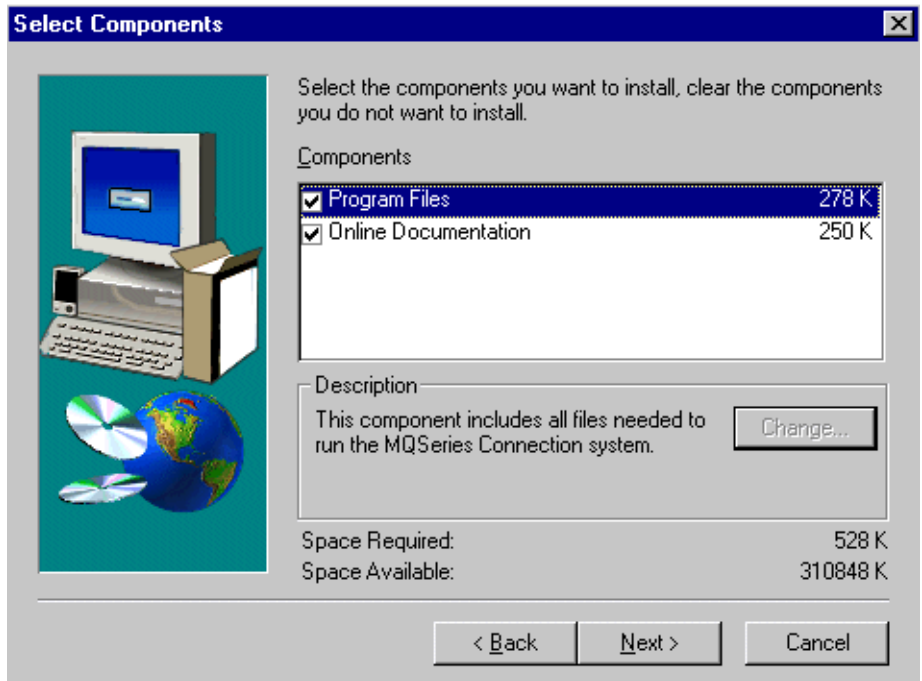 Select Components
Select the components you want to install, clear the components
you do not want to install.
Components
Program Files 278 K
Online Documentation 250 K
Description
This component includes all files needed to
run the MQSeries Connection system.
Change...
Space Required: 528 K
Space Available: 310848 K
< Back
Next >
Cancel